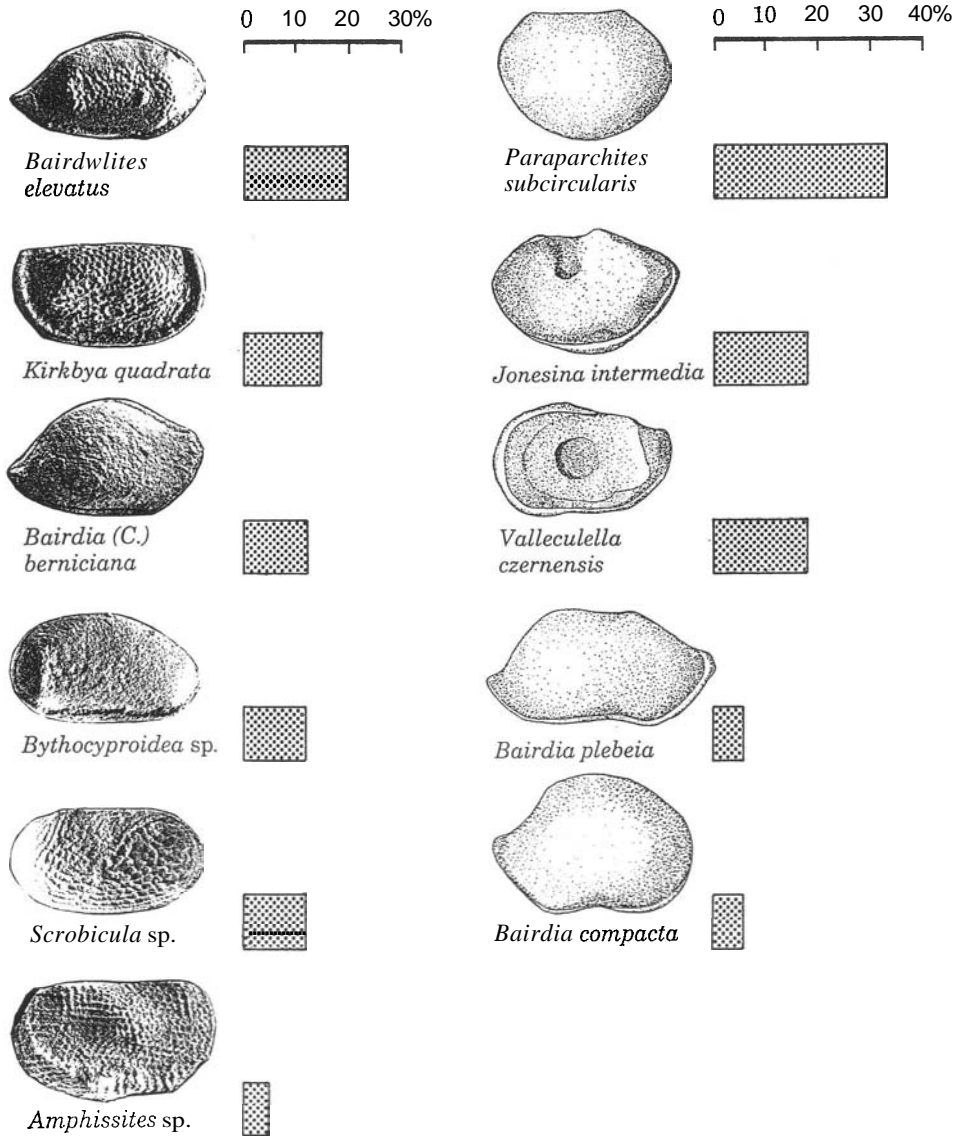 0 10 20 30%
Bairdwlites
elevatus
Kirkbya quadrata
Bairdia (C.)
berniciana
Bythocyproidea sp.
Scrobicula sp.
Amphissites sp.
0 10 20 30 40%
Paraparchites
subcircularis
Jonesina intermedia
Valleculella
czernensis
Bairdia plebeia
Bairdia compacta